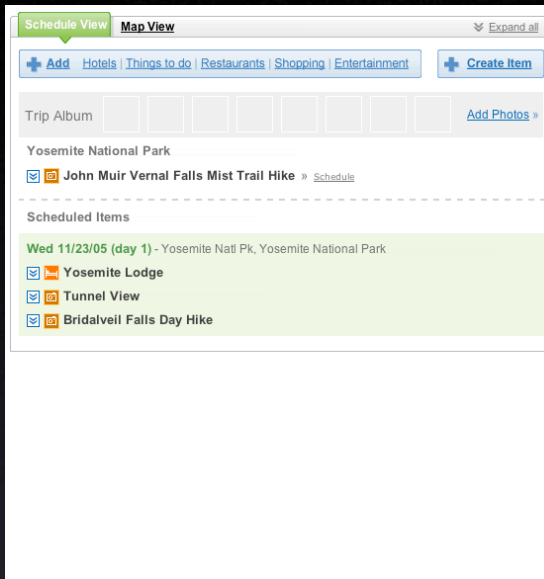 Schedule View Map View Expand all
Add Hotels | Things to do | Restaurants | Shopping | Entertainment Create Item
Trip Album Add Photos »
Yosemite National Park
John Muir Vernal Falls Mist Trail Hike » Schedule
Scheduled Items
Wed 11/23/05 (day 1) - Yosemite Natl Pk, Yosemite National Park
Yosemite Lodge
Tunnel View
Bridalveil Falls Day Hike